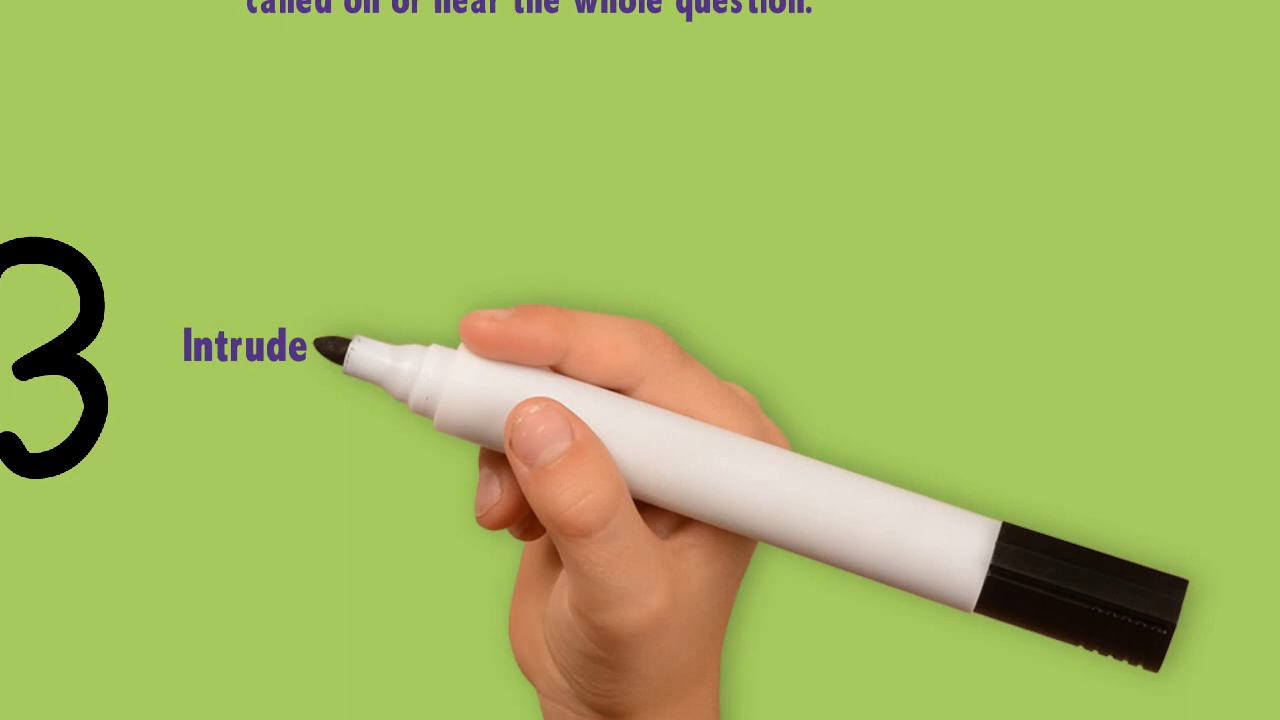 called on or hear the whole question.
3
Intrude